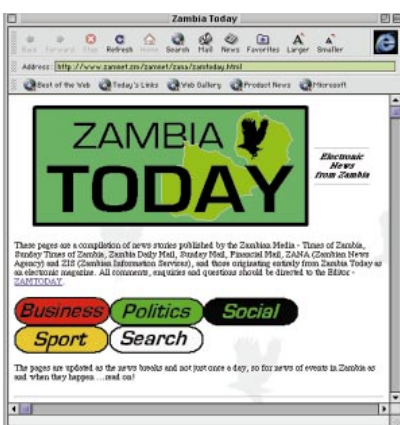 Zambia Today
Back Forward Stop Refresh Home Search Mail News Favorites Larger Smaller
Address: http://www.zamnet.zm/zamnet/zana/zamtoday.html
Best of the Web Today's Links Web Gallery Product News Microsoft
ZAMBIA
TODAY
Electronic
News
from Zambia
These pages are a compilation of news stories published by the Zambian Media - Times of Zambia,
Sunday Times of Zambia, Zambia Daily Mail, Sunday Mail, Financial Mail, ZANA (Zambian News
Agency) and ZIS (Zambian Information Services), and those originating entirely from Zambia Today as
an electronic magazine. All comments, enquiries and questions should be directed to the Editor -
ZAMTODAY.
Business Politics Social
Sport Search
The pages are updated as the news breaks and not just once a day, so for news of events in Zambia as
and when they happen....read on!